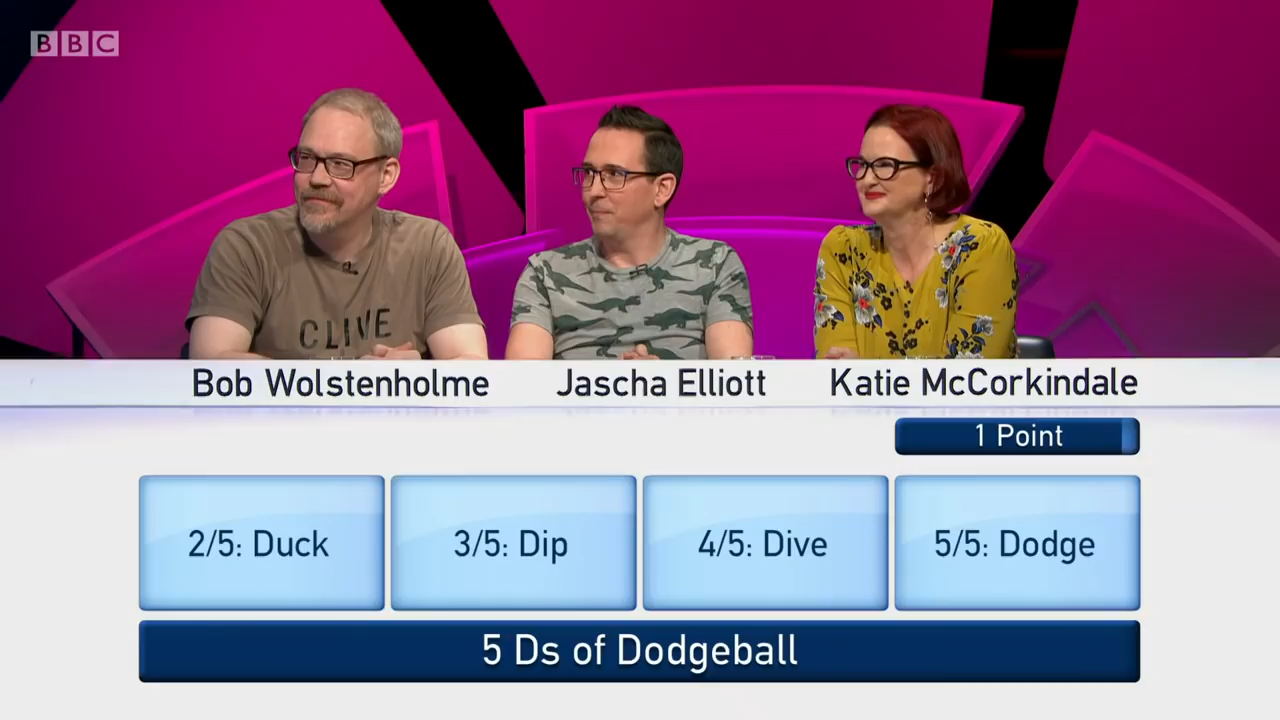 BBC
CLIVE
Bob Wolstenholme Jascha Elliott Katie McCorkindale
1 Point
2/5: Duck 3/5: Dip 4/5: Dive 5/5: Dodge
5 Ds of Dodgeball